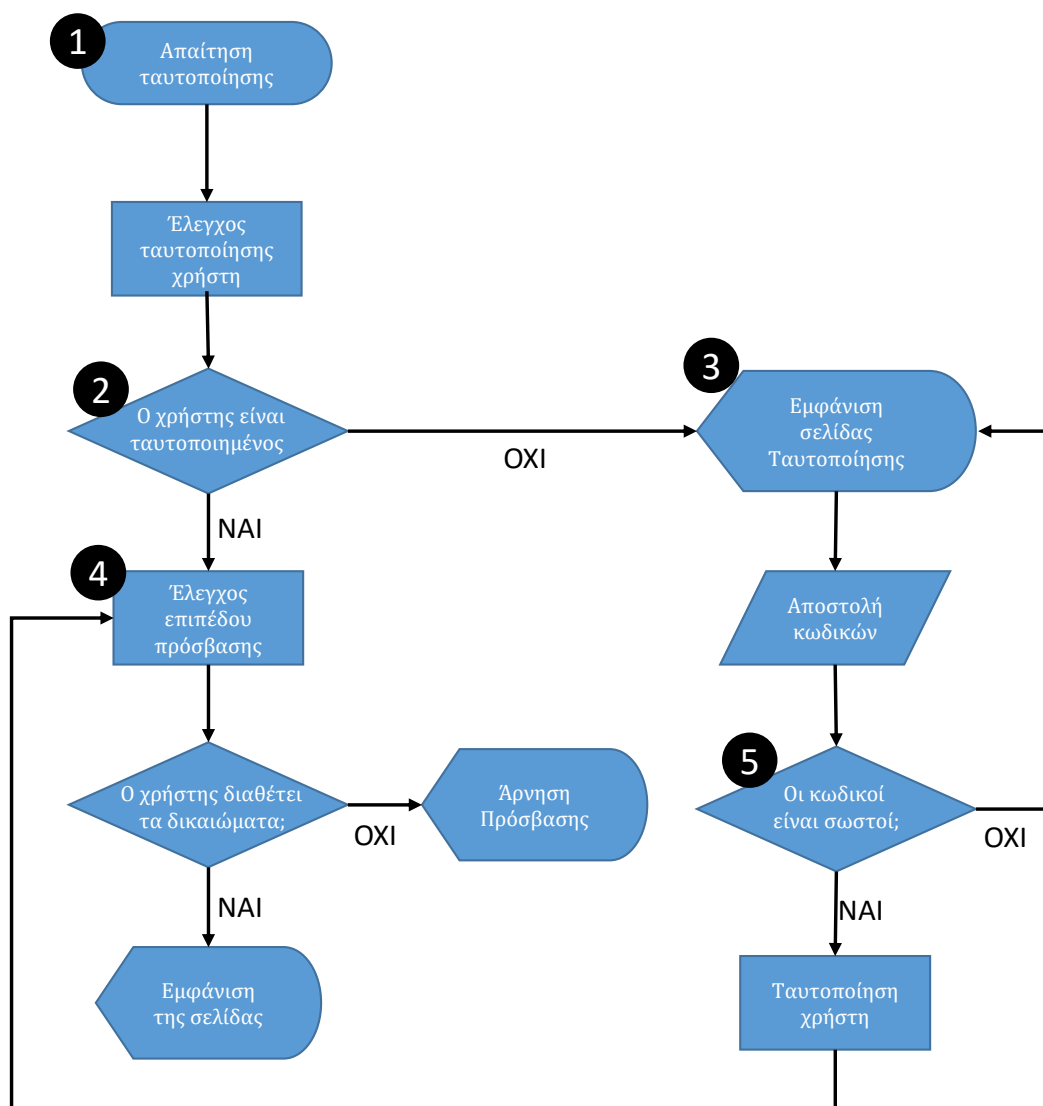 1
Απαίτηση
ταυτοποίησης
Έλεγχος
ταυτοποίησης
χρήστη
2
Ο χρήστης είναι
ταυτοποιημένος
ΟΧΙ
ΝΑΙ
3
Εμφάνιση
σελίδας
Ταυτοποίησης
4
Έλεγχος
επιπέδου
πρόσβασης
Αποστολή
κωδικών
Ο χρήστης διαθέτει
τα δικαιώματα;
ΟΧΙ
ΝΑΙ
Άρνηση
Πρόσβασης
5
Οι κωδικοί
είναι σωστοί;
ΟΧΙ
ΝΑΙ
Εμφάνιση
της σελίδας
Ταυτοποίηση
χρήστη